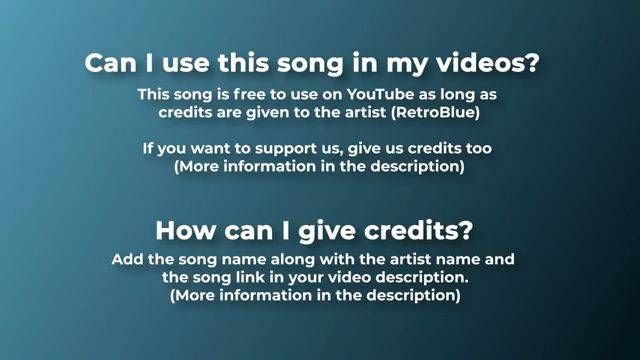 Can I use this song in my videos?
This song is free to use on YouTube as long as
credits are given to the artist (RetroBlue)
If you want to support us, give us credits too
(More information in the description)
How can I give credits?
Add the song name along with the artist name and
the song link in your video description.
(More information in the description)